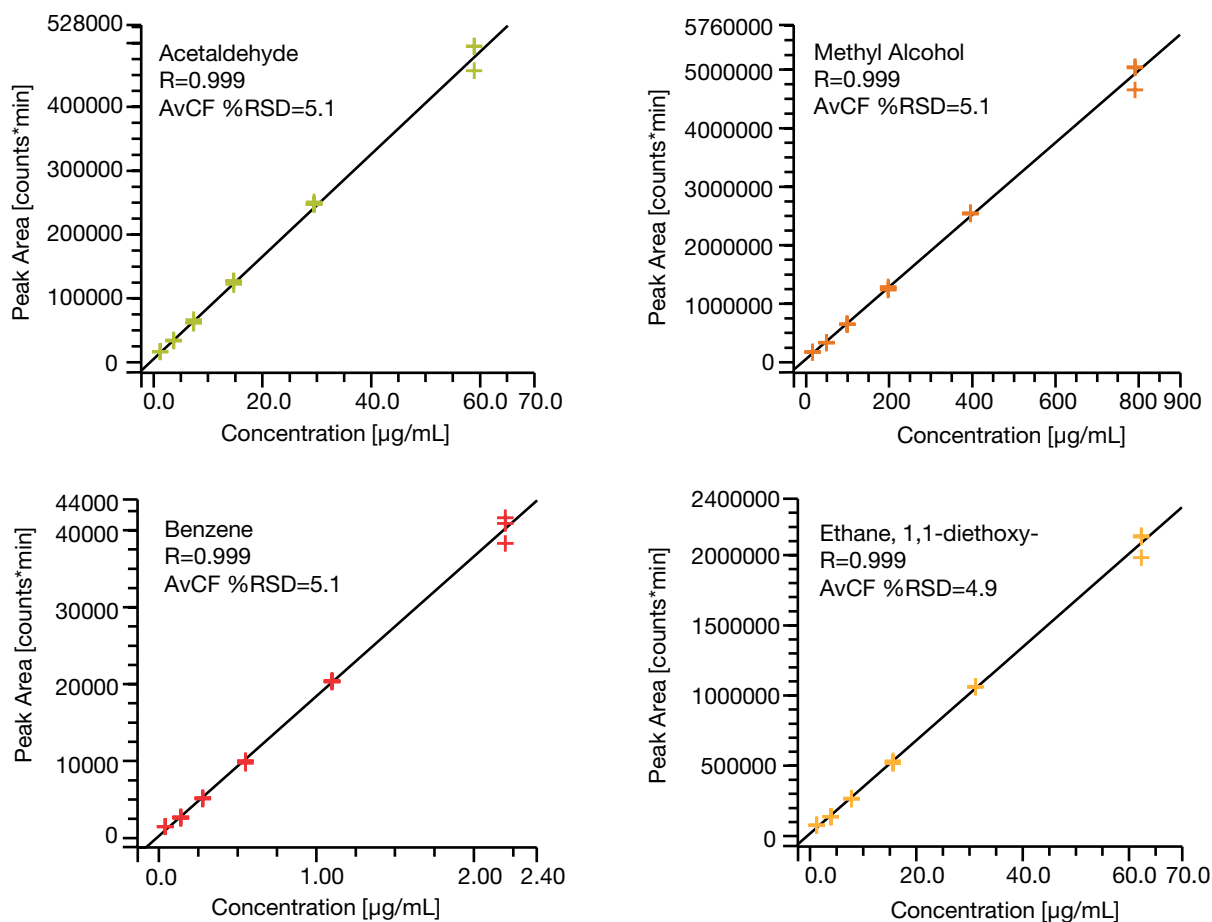 528000
400000
300000
200000
100000
0
Peak Area [counts*min]
Acetaldehyde
R=0.999
AvCF %RSD=5.1
0.0 20.0 40.0 60.0 70.0
Concentration [µg/mL]
5760000
5000000
4000000
3000000
2000000
1000000
0
Peak Area [counts*min]
Methyl Alcohol
R=0.999
AvCF %RSD=5.1
0 200 400 600 800 900
Concentration [µg/mL]
44000
40000
30000
20000
10000
0
Peak Area [counts*min]
Benzene
R=0.999
AvCF %RSD=5.1
0.0 1.00 2.00 2.40
Concentration [µg/mL]
2400000
2000000
1500000
1000000
500000
0
Peak Area [counts*min]
Ethane, 1,1-diethoxy-
R=0.999
AvCF %RSD=4.9
0.0 20.0 40.0 60.0 70.0
Concentration [µg/mL]